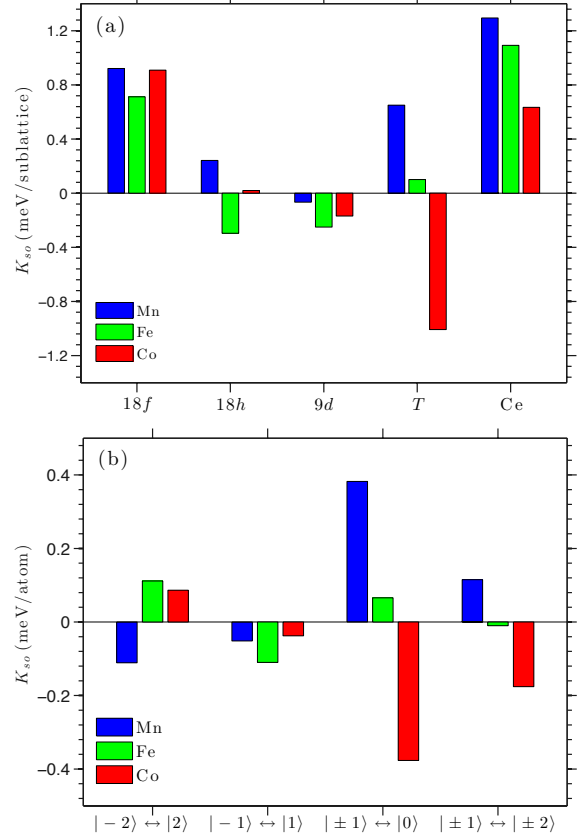 (a)
1.2
0.8
0.4
0
−0.4
−0.8
−1.2
K_so (meV/sublattice)
Mn
Fe
Co
18f 18h 9d T Ce
(b)
0.4
0.2
0
−0.2
−0.4
K_so (meV/atom)
Mn
Fe
Co
| − 2⟩ ↔ |2⟩ | − 1⟩ ↔ |1⟩ | ± 1⟩ ↔ |0⟩ | ± 1⟩ ↔ | ± 2⟩